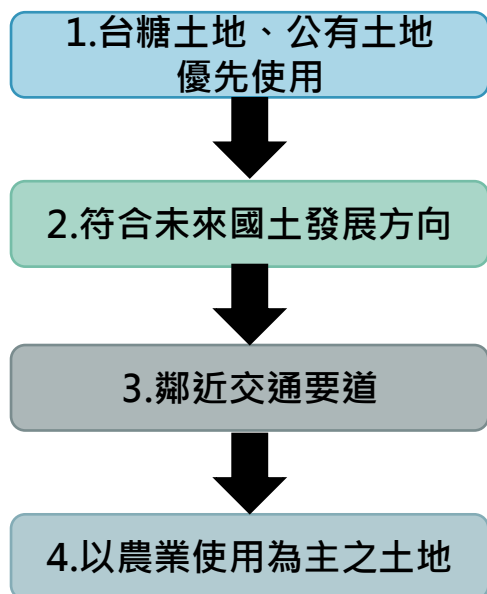 1.台糖土地、公有土地
優先使用
2.符合未來國土發展方向
3.鄰近交通要道
4.以農業使用為主之土地